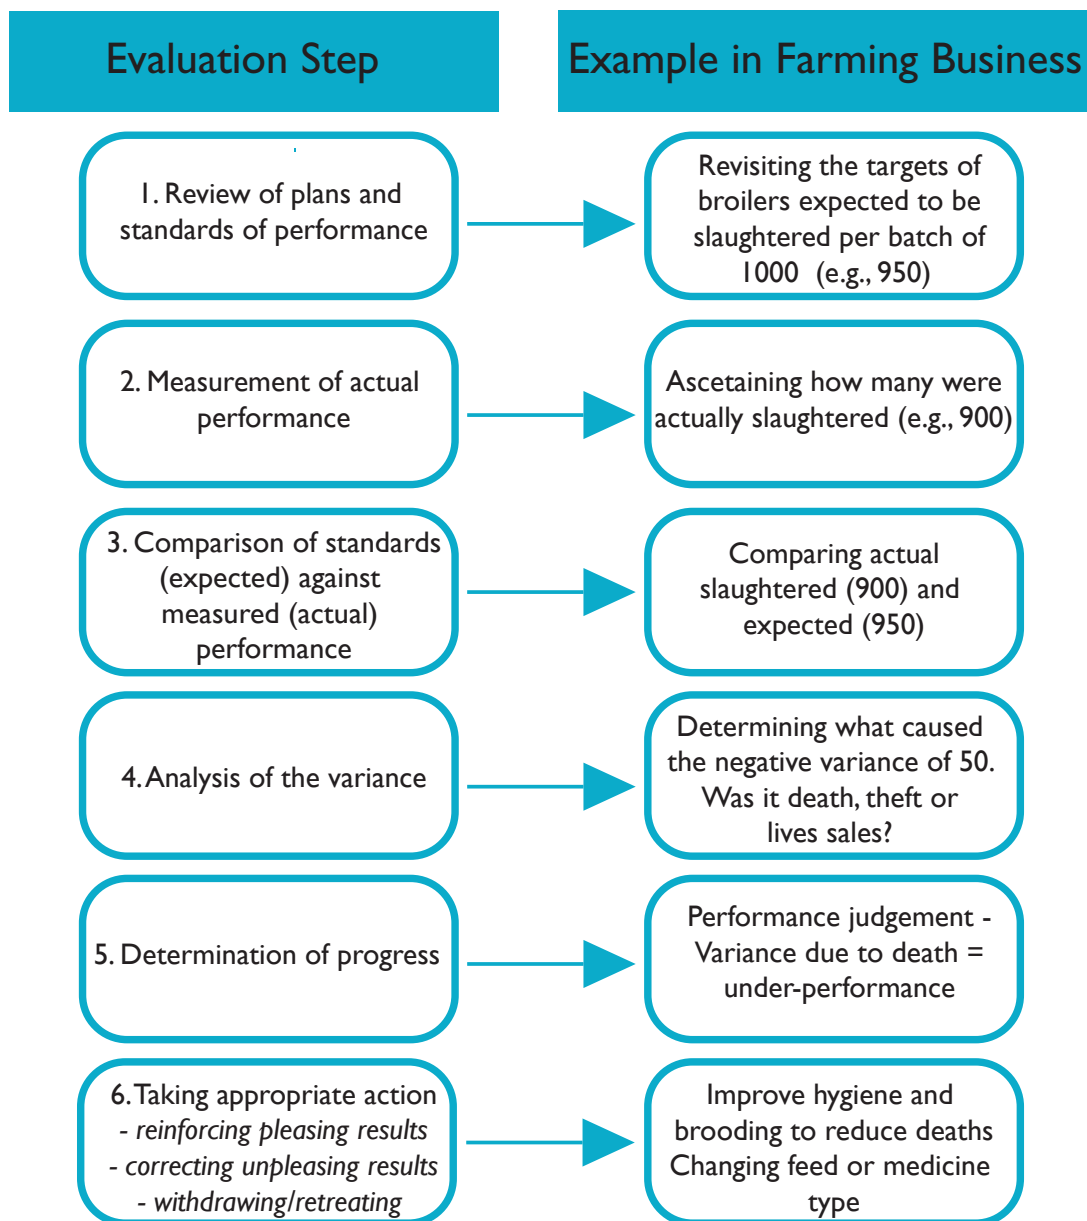 Evaluation Step
Example in Farming Business
1. Review of plans and
standards of performance
Revisiting the targets of
broilers expected to be
slaughtered per batch of
1000 (e.g., 950)
2. Measurement of actual
performance
Ascetaining how many were
actually slaughtered (e.g., 900)
3. Comparison of standards
(expected) against
measured (actual)
performance
Comparing actual
slaughtered (900) and
expected (950)
4. Analysis of the variance
Determining what caused
the negative variance of 50.
Was it death, theft or
lives sales?
5. Determination of progress
Performance judgement -
Variance due to death =
under-performance
6. Taking appropriate action
- reinforcing pleasing results
- correcting unpleasing results
- withdrawing/retreating
Improve hygiene and
brooding to reduce deaths
Changing feed or medicine
type